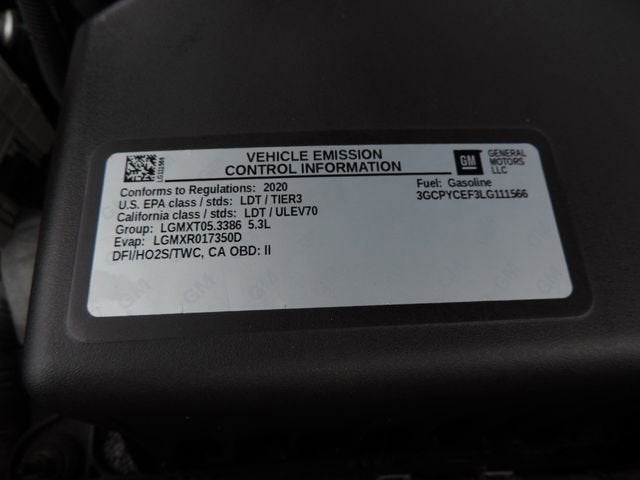 LG111566
VEHICLE EMISSION
CONTROL INFORMATION
GM
GENERAL
MOTORS
LLC
Conforms to Regulations: 2020
U.S. EPA class / stds: LDT / TIER3
California class / stds: LDT / ULEV70
Group: LGMXT05.3386 5.3L
Evap: LGMXR017350D
DFI/HO2S/TWC, CA OBD: II
Fuel: Gasoline
3GCPYCEF3LG111566